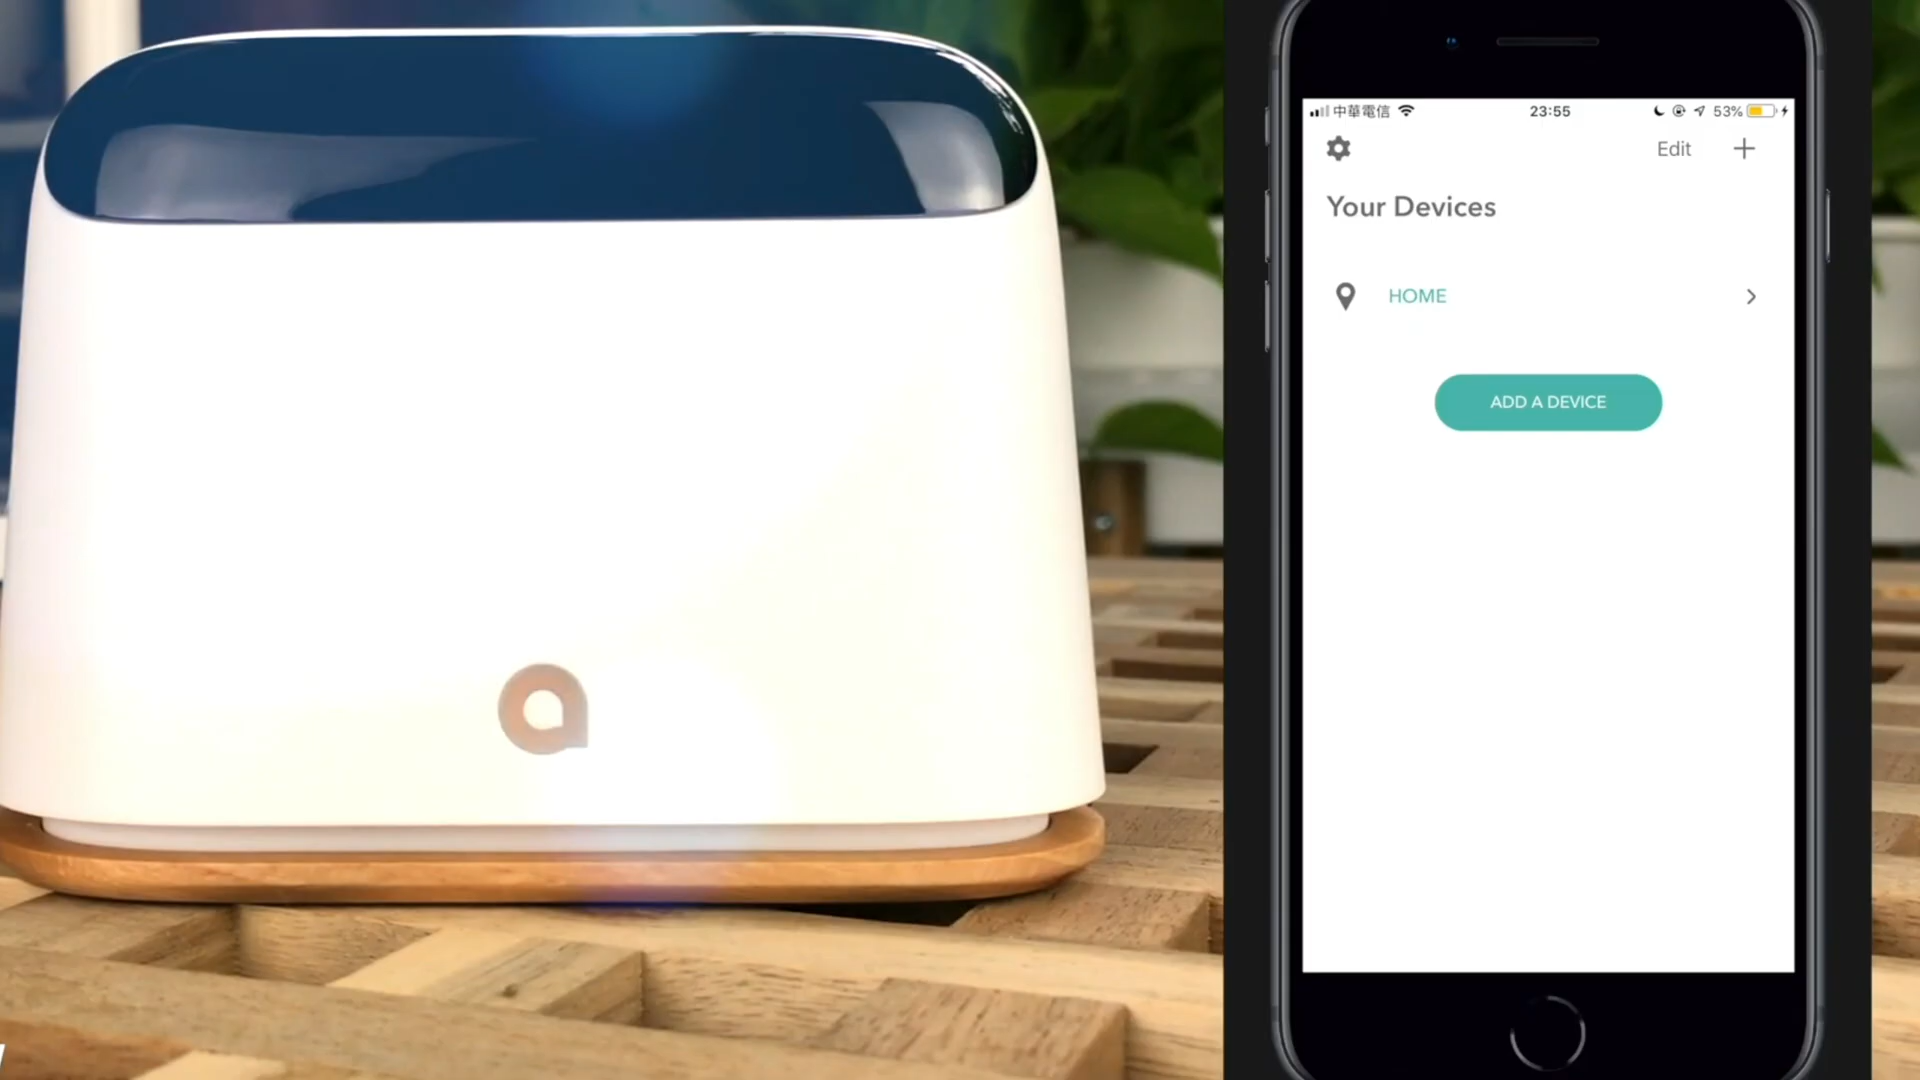 中華電信
23:55
53%
Edit
Your Devices
HOME
ADD A DEVICE